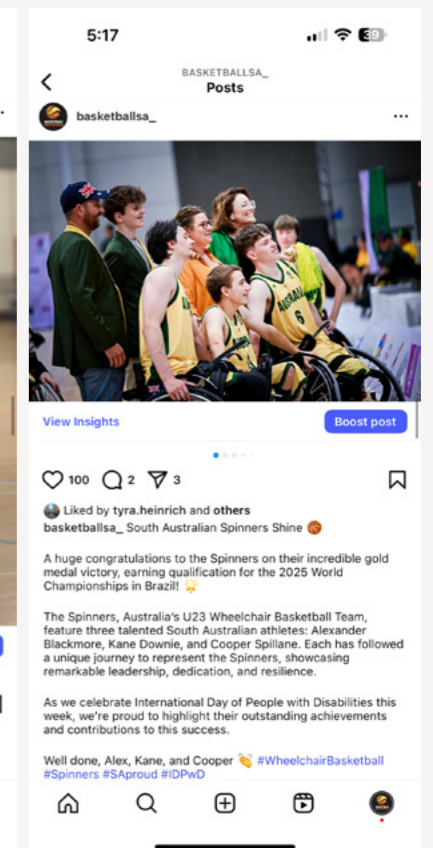 5:17
39
BASKETBALLSA_
Posts
basketballsa_
AUSTRALIA
6
View Insights
Boost post
100 2 3
Liked by tyra.heinrich and others
basketballsa_ South Australian Spinners Shine
A huge congratulations to the Spinners on their incredible gold
medal victory, earning qualification for the 2025 World
Championships in Brazil!
The Spinners, Australia's U23 Wheelchair Basketball Team,
feature three talented South Australian athletes: Alexander
Blackmore, Kane Downie, and Cooper Spillane. Each has followed
a unique journey to represent the Spinners, showcasing
remarkable leadership, dedication, and resilience.
As we celebrate International Day of People with Disabilities this
week, we're proud to highlight their outstanding achievements
and contributions to this success.
Well done, Alex, Kane, and Cooper #WheelchairBasketball
#Spinners #SAproud #IDPwD